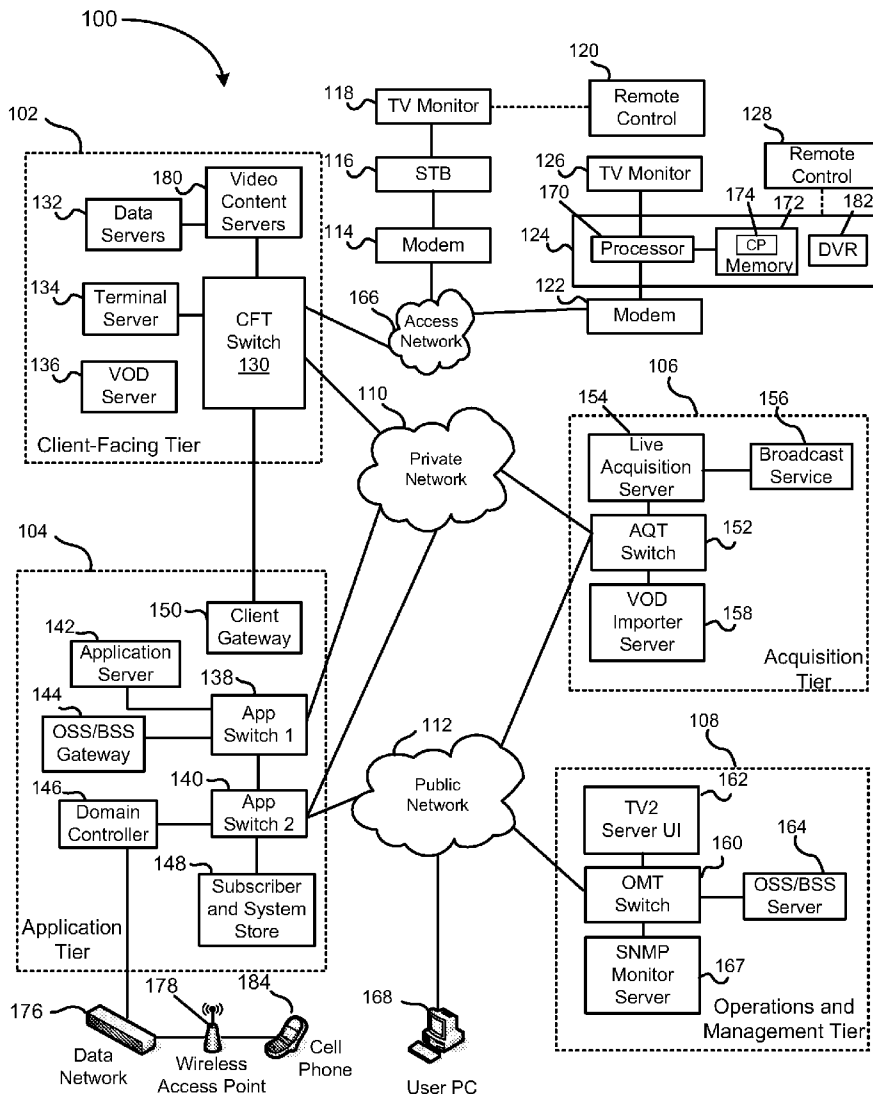 100
120
118
TV Monitor
Remote
Control
102
128
116
STB
126
TV Monitor
Remote
Control
180
Video
Content
Servers
132
Data
Servers
170
174
172
182
114
Modem
124
Processor
CP
Memory
DVR
134
Terminal
Server
CFT
Switch
130
166
Access
Network
122
Modem
136
VOD
Server
Client-Facing Tier
110
Private
Network
106
154
156
Live
Acquisition
Server
Broadcast
Service
104
AQT
Switch
152
150
Client
Gateway
VOD
Importer
Server
158
142
Application
Server
138
Acquisition
Tier
144
OSS/BSS
Gateway
App
Switch 1
112
108
146
140
Public
Network
Domain
Controller
App
Switch 2
TV2
Server UI
162
148
160
164
Subscriber
and System
Store
OMT
Switch
OSS/BSS
Server
Application
Tier
SNMP
Monitor
Server
167
178
184
176
168
Operations and
Management Tier
Data
Network
Wireless
Access Point
Cell
Phone
User PC